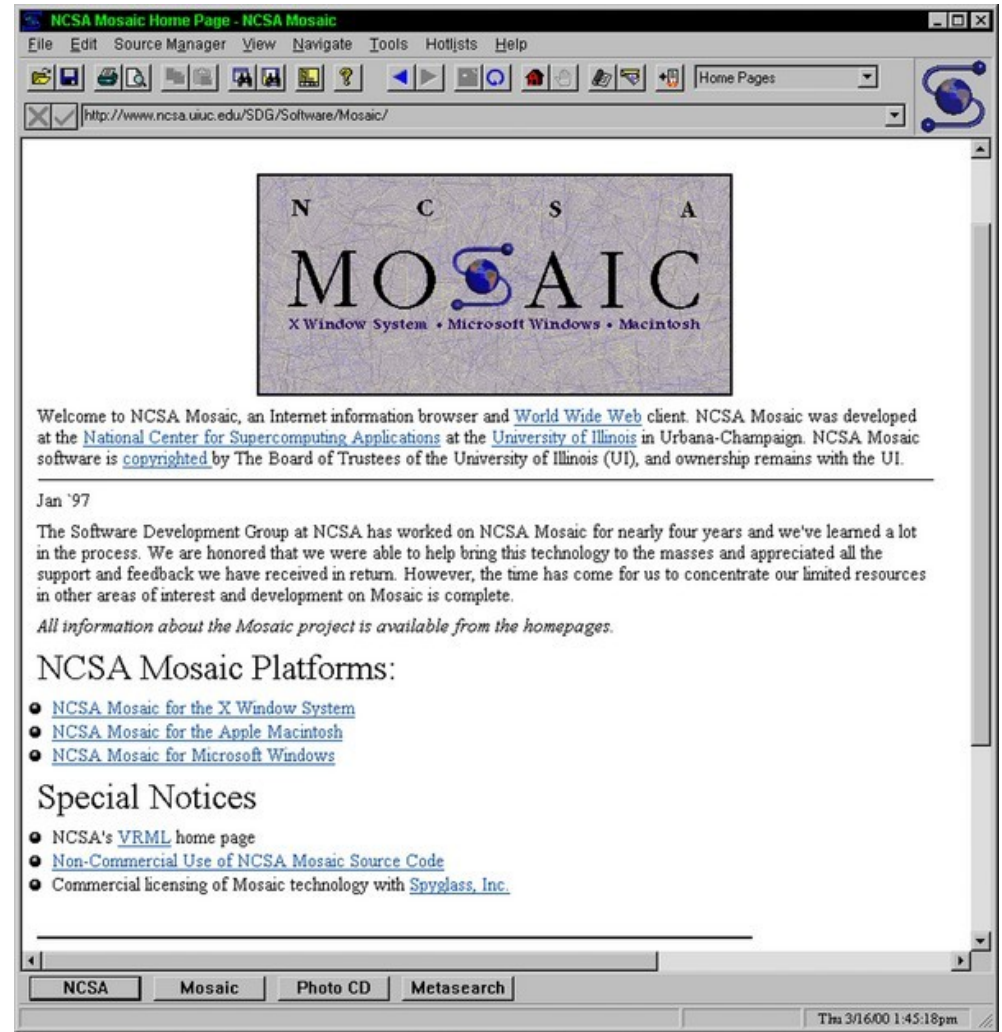 NCSA Mosaic Home Page - NCSA Mosaic
File Edit Source Manager View Navigate Tools Hotlists Help
Home Pages
http://www.ncsa.uiuc.edu/SDG/Software/Mosaic/
N C S A
MOSAIC
X Window System • Microsoft Windows • Macintosh
Welcome to NCSA Mosaic, an Internet information browser and World Wide Web client. NCSA Mosaic was developed
at the National Center for Supercomputing Applications at the University of Illinois in Urbana-Champaign. NCSA Mosaic
software is copyrighted by The Board of Trustees of the University of Illinois (UI), and ownership remains with the UI.
Jan `97
The Software Development Group at NCSA has worked on NCSA Mosaic for nearly four years and we've learned a lot
in the process. We are honored that we were able to help bring this technology to the masses and appreciated all the
support and feedback we have received in return. However, the time has come for us to concentrate our limited resources
in other areas of interest and development on Mosaic is complete.
All information about the Mosaic project is available from the homepages.
NCSA Mosaic Platforms:
NCSA Mosaic for the X Window System
NCSA Mosaic for the Apple Macintosh
NCSA Mosaic for Microsoft Windows
Special Notices
NCSA's VRML home page
Non-Commercial Use of NCSA Mosaic Source Code
Commercial licensing of Mosaic technology with Spyglass, Inc.
NCSA Mosaic Photo CD Metasearch
Thu 3/16/00 1:45:18pm